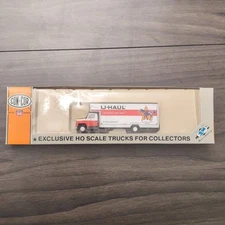 CON-COR
U-HAUL
EXCLUSIVE HO SCALE TRUCKS FOR COLLECTORS